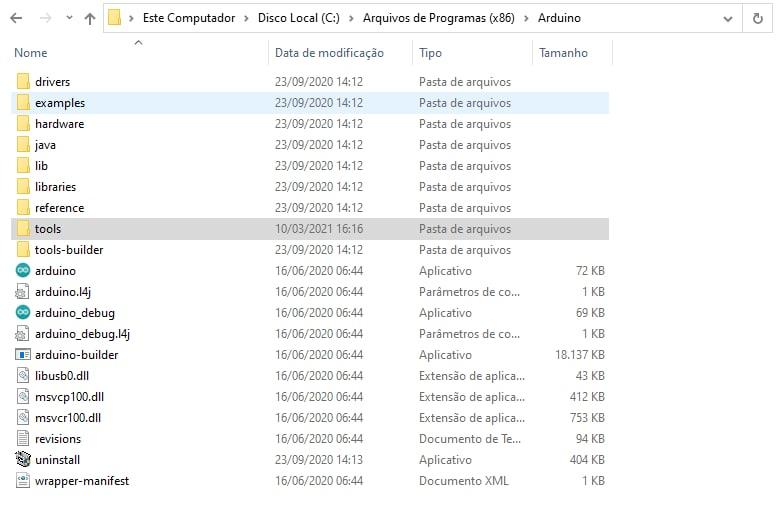 Este Computador > Disco Local (C:) > Arquivos de Programas (x86) > Arduino
Nome Data de modificação Tipo Tamanho
drivers 23/09/2020 14:12 Pasta de arquivos
examples 23/09/2020 14:12 Pasta de arquivos
hardware 23/09/2020 14:12 Pasta de arquivos
java 23/09/2020 14:12 Pasta de arquivos
lib 23/09/2020 14:12 Pasta de arquivos
libraries 23/09/2020 14:12 Pasta de arquivos
reference 23/09/2020 14:12 Pasta de arquivos
tools 10/03/2021 16:16 Pasta de arquivos
tools-builder 23/09/2020 14:12 Pasta de arquivos
arduino 16/06/2020 06:44 Aplicativo 72 KB
arduino.l4j 16/06/2020 06:44 Parâmetros de co... 1 KB
arduino_debug 16/06/2020 06:44 Aplicativo 69 KB
arduino_debug.l4j 16/06/2020 06:44 Parâmetros de co... 1 KB
arduino-builder 16/06/2020 06:44 Aplicativo 18.137 KB
libusb0.dll 16/06/2020 06:44 Extensão de aplica... 43 KB
msvcp100.dll 16/06/2020 06:44 Extensão de aplica... 412 KB
msvcr100.dll 16/06/2020 06:44 Extensão de aplica... 753 KB
revisions 16/06/2020 06:44 Documento de Te... 94 KB
uninstall 23/09/2020 14:13 Aplicativo 404 KB
wrapper-manifest 16/06/2020 06:44 Documento XML 1 KB